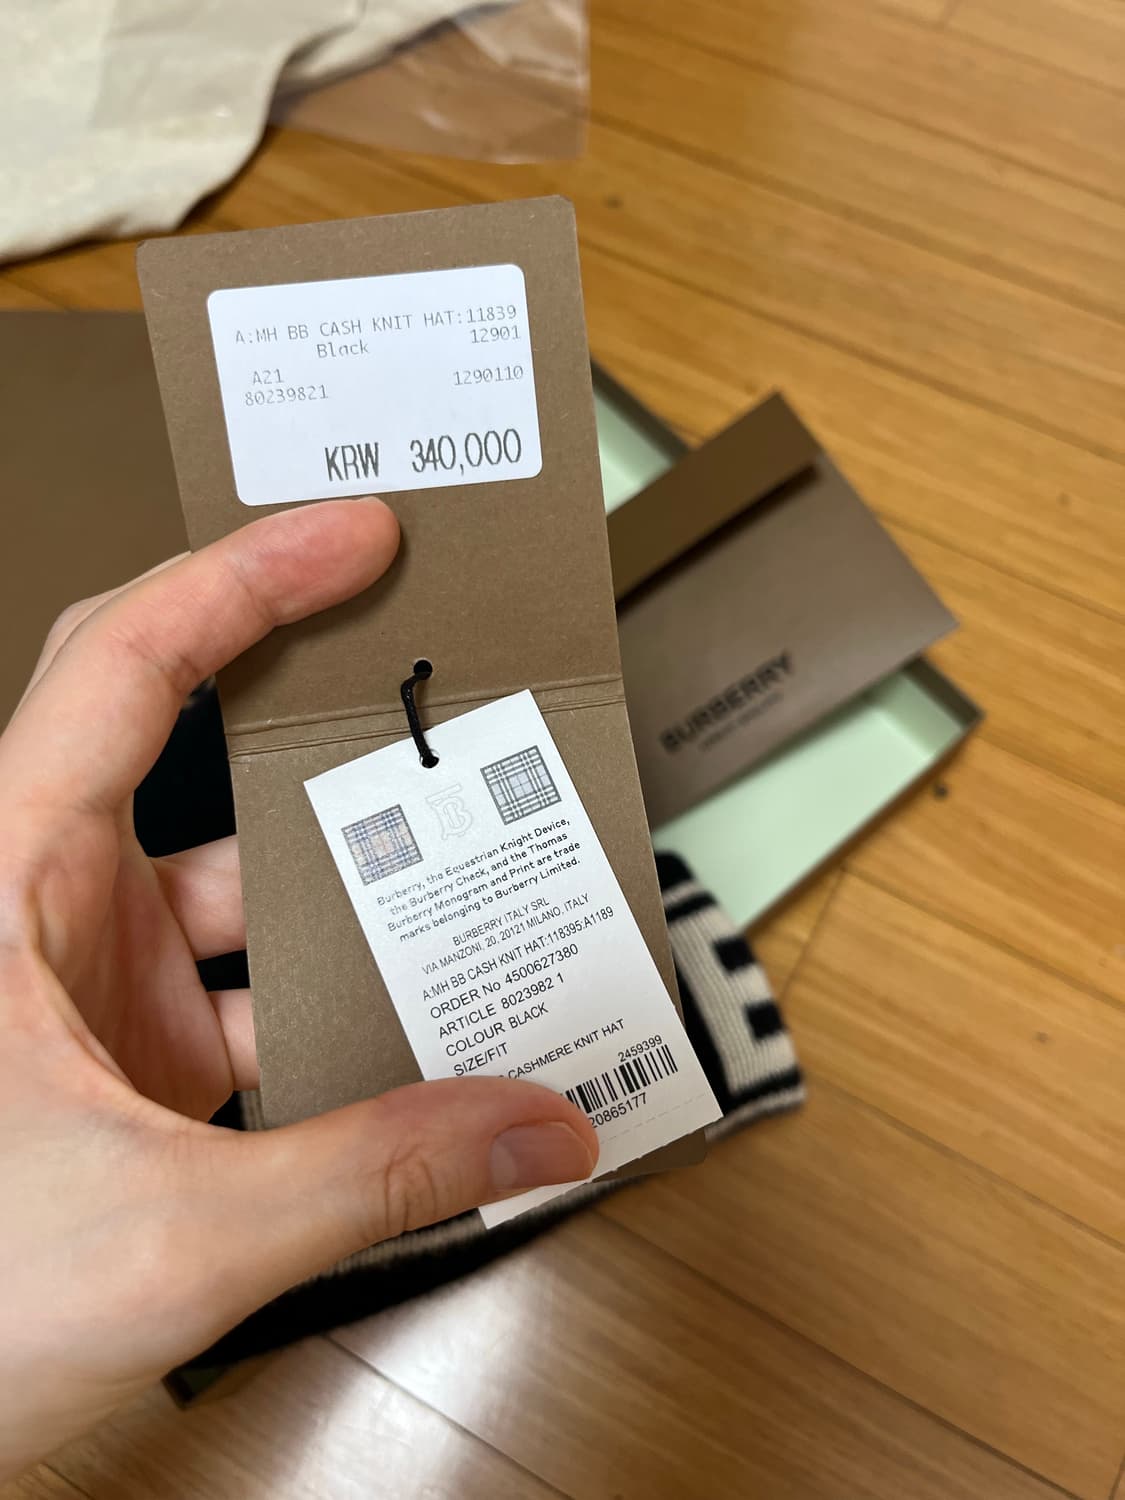 A:MH BB CASH KNIT HAT:11839
Black 12901
A21 1290110
80239821
KRW 340,000
Burberry, the Equestrian Knight Device,
the Burberry Check, and the Thomas
Burberry Monogram and Print are trade
marks belonging to Burberry Limited.
BURBERRY ITALY SRL
VIA MANZONI, 20, 20121 MILANO, ITALY
A:MH BB CASH KNIT HAT:118395:A1189
ORDER No 4500627380
ARTICLE 8023982 1
COLOUR BLACK
SIZE/FIT
CASHMERE KNIT HAT
2459399
20865177
BURBERRY